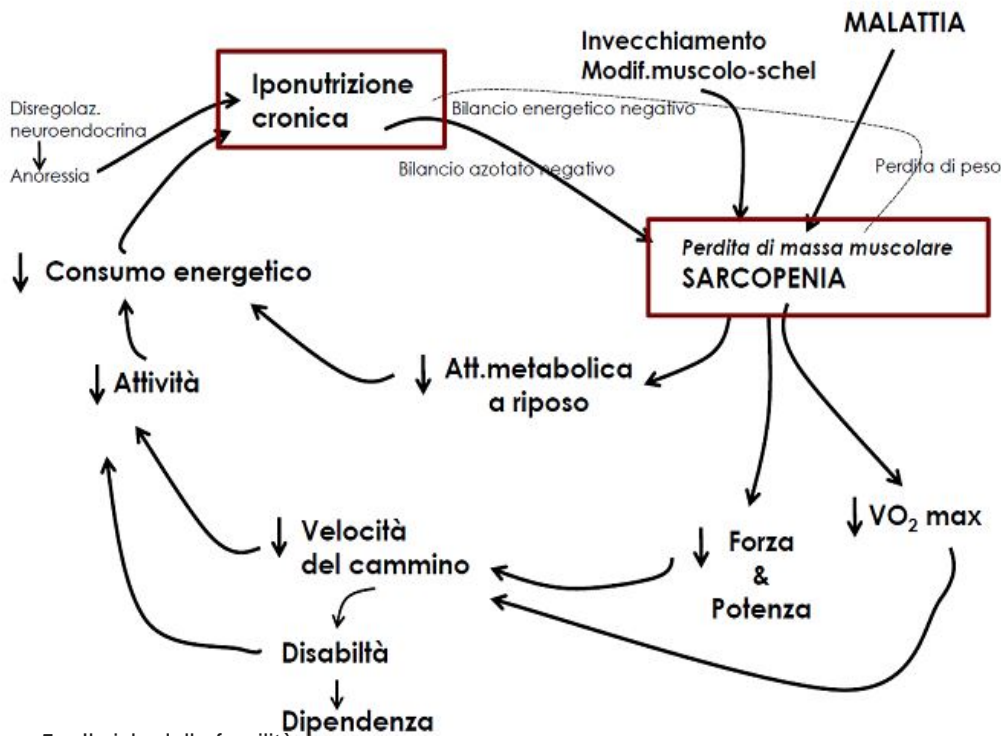 MALATTIA
Invecchiamento
Modif.muscolo-schel
Iponutrizione
cronica
Disregolaz.
neuroendocrina
Anoressia
Bilancio energetico negativo
Bilancio azotato negativo
Perdita di peso
Perdita di massa muscolare
SARCOPENIA
Consumo energetico
Att.metabolica
a riposo
Attività
Velocità
del cammino
Forza
&
Potenza
VO₂ max
Disabiltà
Dipendenza